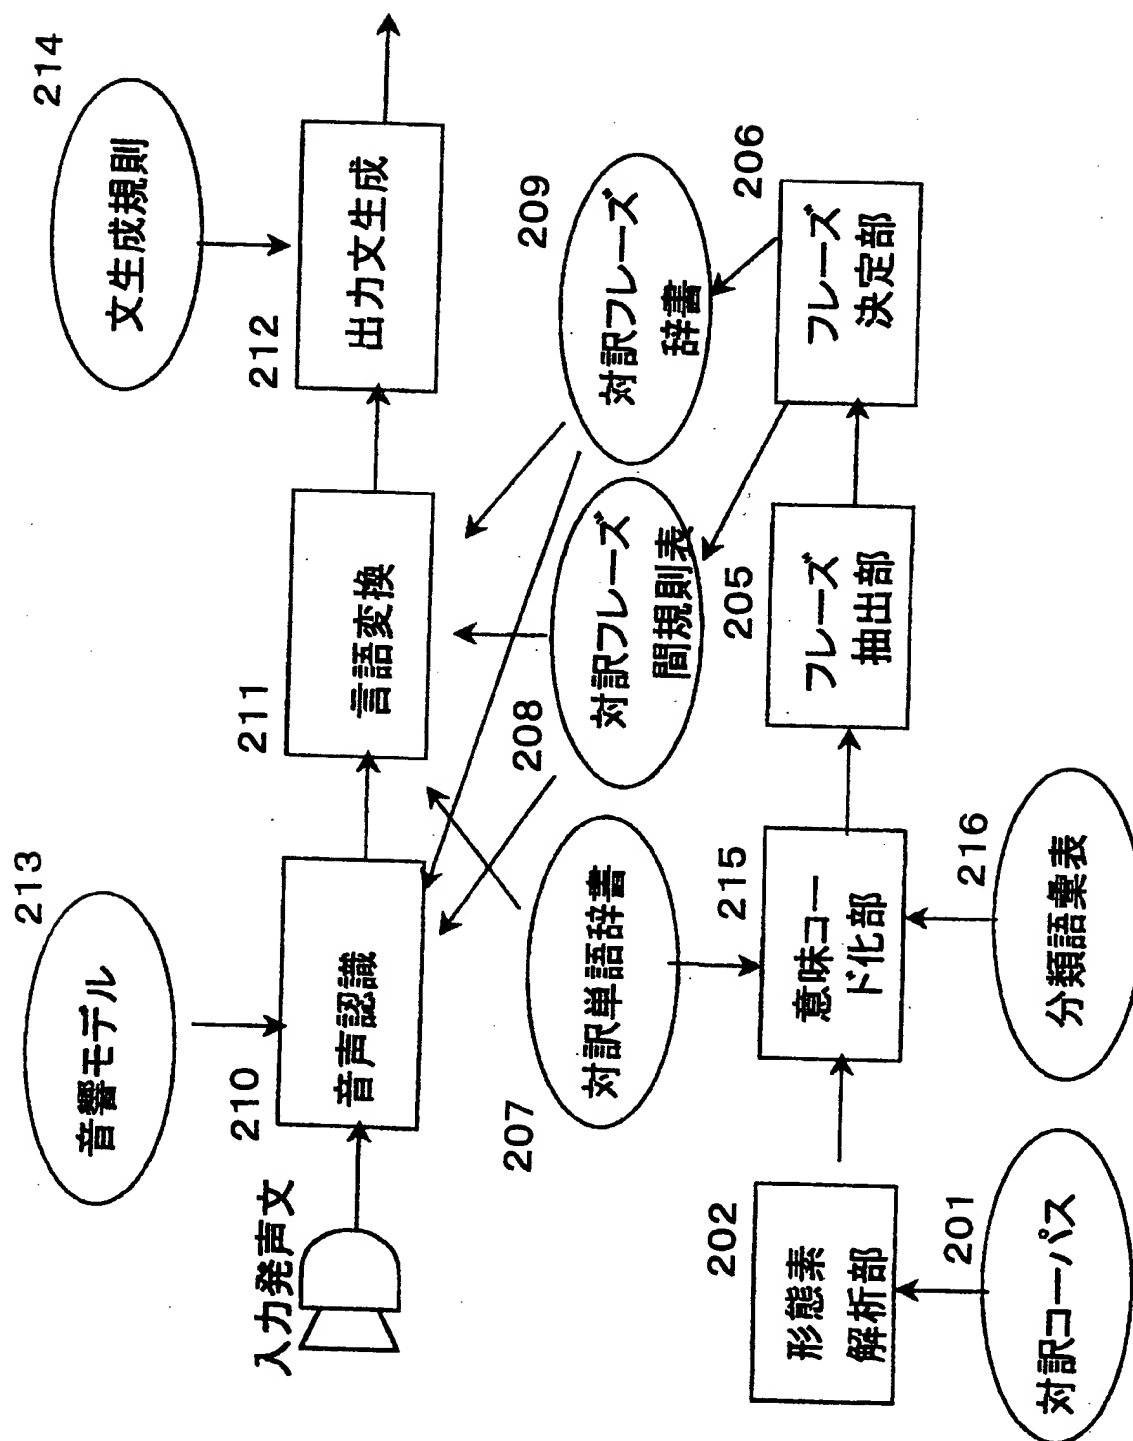 213
音響モデル
214
文生成規則
入力発声文
210
音声認識
211
言語変換
212
出力文生成
207
対訳単語辞書
208
対訳フレーズ
間規則表
209
対訳フレーズ
辞書
202
形態素
解析部
215
意味コー
ド化部
205
フレーズ
抽出部
206
フレーズ
決定部
201
対訳コーパス
216
分類語彙表